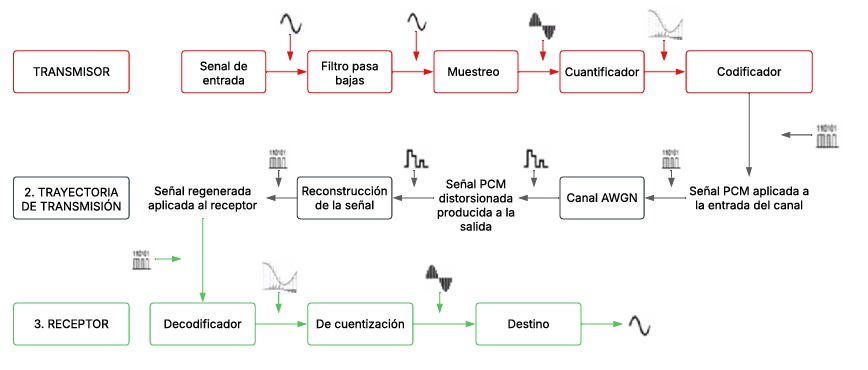 TRANSMISOR
Senal de
entrada
Filtro pasa
bajas
Muestreo
Cuantificador
Codificador
110101
2. TRAYECTORIA
DE TRANSMISIÓN
Señal regenerada
aplicada al receptor
110101
Reconstrucción
de la señal
Señal PCM
distorsionada
producida a la
salida
Canal AWGN
110101
Señal PCM aplicada a
la entrada del canal
110101
3. RECEPTOR
Decodificador
De cuentización
Destino